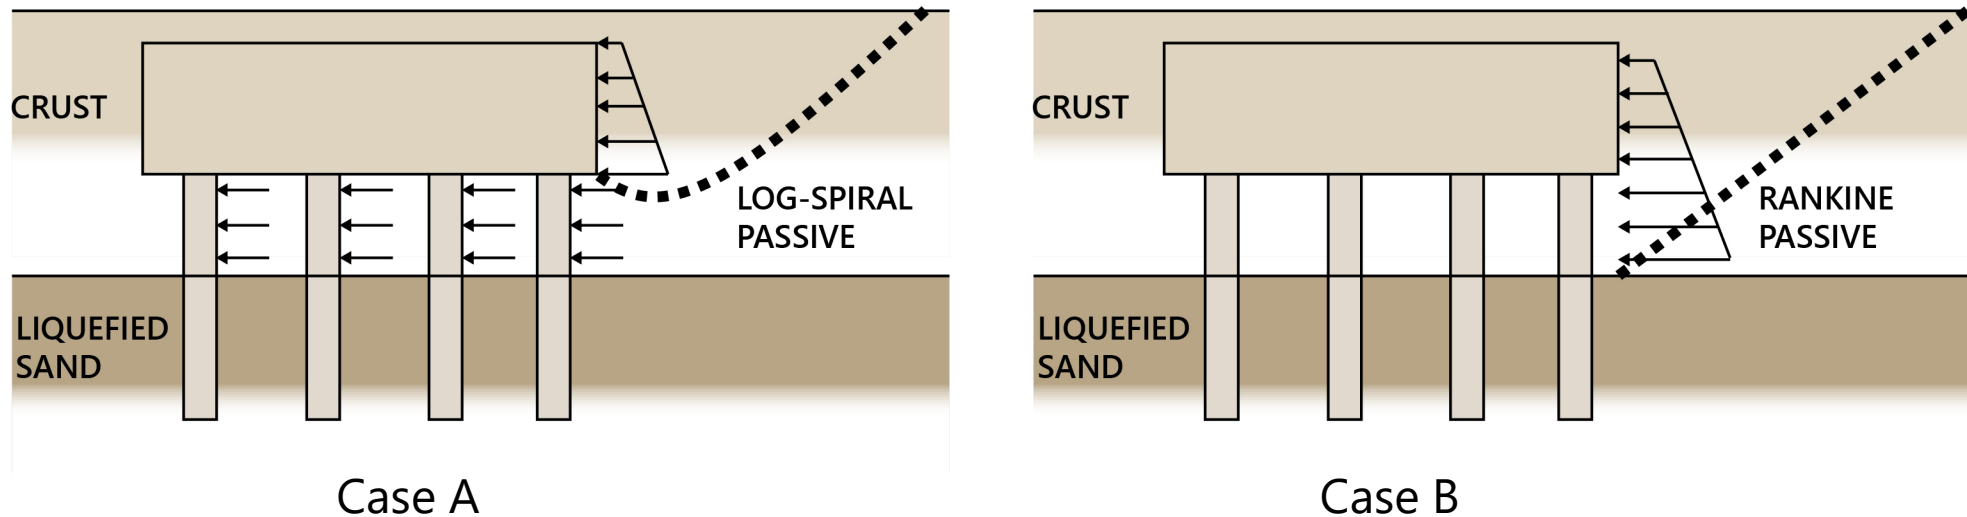 CRUST
LOG-SPIRAL
PASSIVE
LIQUEFIED
SAND
Case A
CRUST
RANKINE
PASSIVE
LIQUEFIED
SAND
Case B